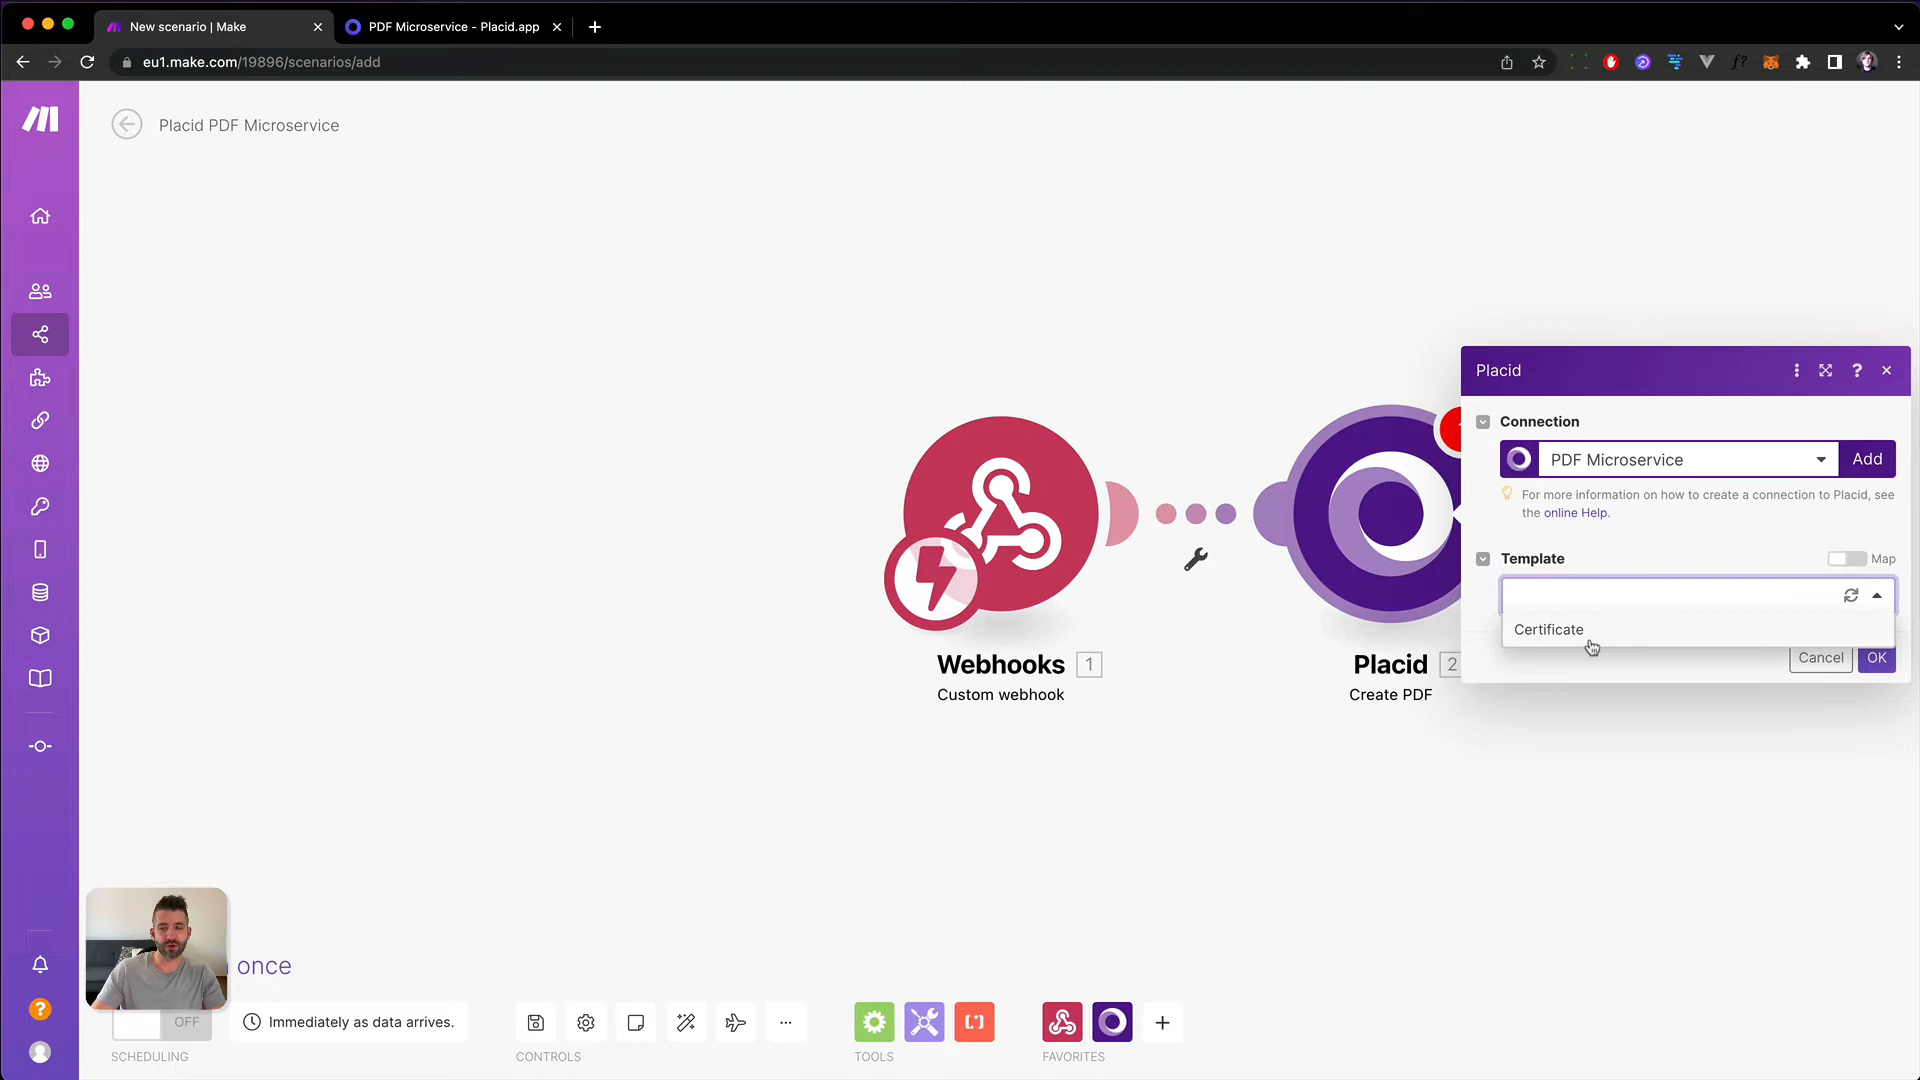 New scenario | Make
PDF Microservice - Placid.app
eu1.make.com/19896/scenarios/add
f?
Placid PDF Microservice
Placid
Connection
PDF Microservice
Add
For more information on how to create a connection to Placid, see
the online Help.
Template
Map
Certificate
Cancel
OK
Webhooks 1
Custom webhook
Placid 2
Create PDF
once
OFF
Immediately as data arrives.
SCHEDULING
CONTROLS
TOOLS
FAVORITES